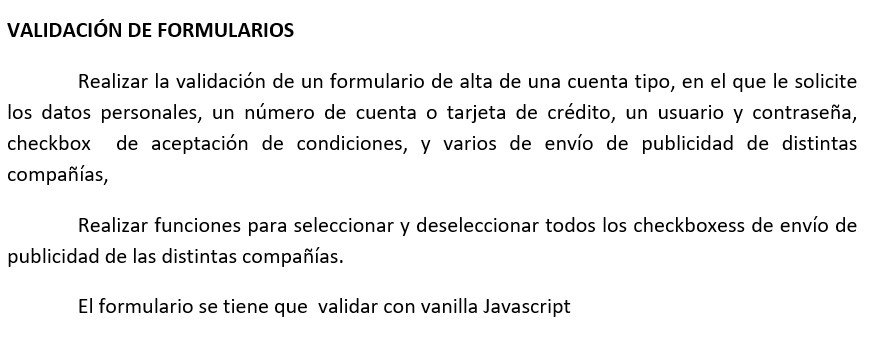 VALIDACIÓN DE FORMULARIOS
Realizar la validación de un formulario de alta de una cuenta tipo, en el que le solicite
los datos personales, un número de cuenta o tarjeta de crédito, un usuario y contraseña,
checkbox de aceptación de condiciones, y varios de envío de publicidad de distintas
compañías,
Realizar funciones para seleccionar y deseleccionar todos los checkboxess de envío de
publicidad de las distintas compañías.
El formulario se tiene que validar con vanilla Javascript